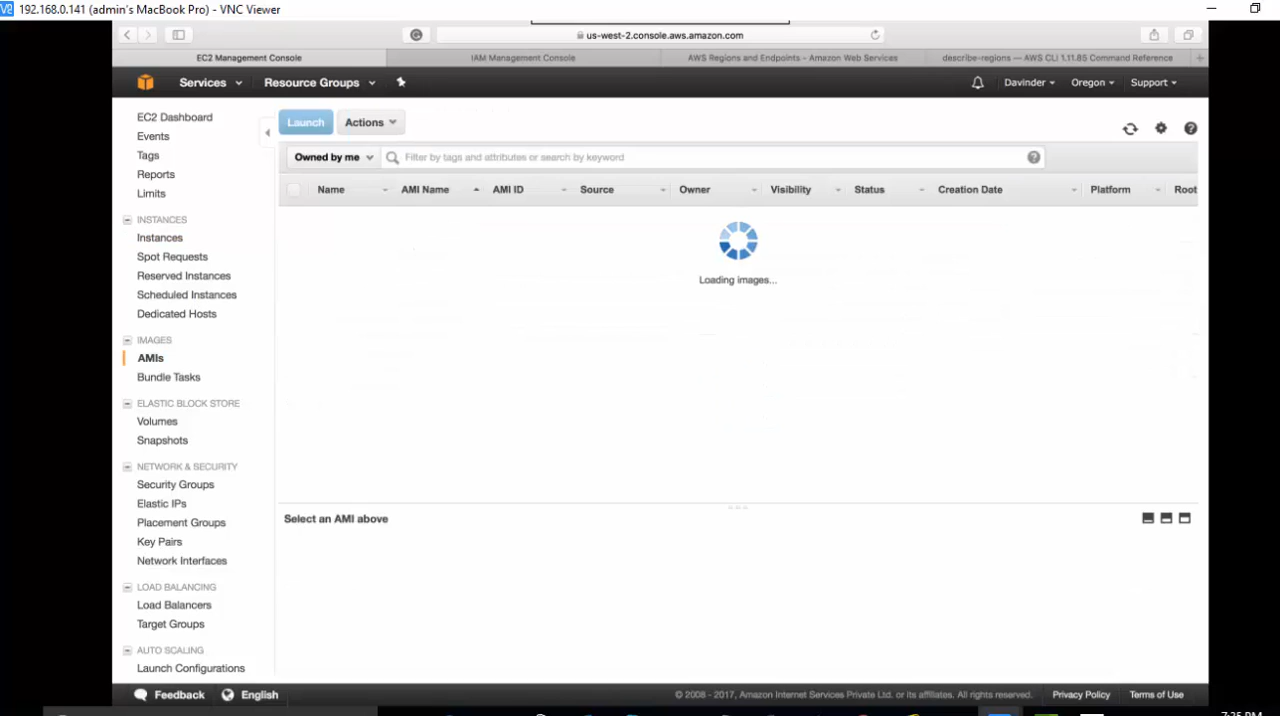 192.168.0.141 (admin's MacBook Pro) - VNC Viewer
us-west-2.console.aws.amazon.com
EC2 Management Console
IAM Management Console
AWS Regions and Endpoints - Amazon Web Services
describe-regions — AWS CLI 1.11.85 Command Reference
Services
Resource Groups
Davinder
Oregon
Support
EC2 Dashboard
Events
Tags
Reports
Limits
INSTANCES
Instances
Spot Requests
Reserved Instances
Scheduled Instances
Dedicated Hosts
IMAGES
AMIs
Bundle Tasks
ELASTIC BLOCK STORE
Volumes
Snapshots
NETWORK & SECURITY
Security Groups
Elastic IPs
Placement Groups
Key Pairs
Network Interfaces
LOAD BALANCING
Load Balancers
Target Groups
AUTO SCALING
Launch Configurations
Launch
Actions
Owned by me
Filter by tags and attributes or search by keyword
Name
AMI Name
AMI ID
Source
Owner
Visibility
Status
Creation Date
Platform
Root
Loading images...
Select an AMI above
Feedback
English
© 2008 - 2017, Amazon Internet Services Private Ltd. or its affiliates. All rights reserved.
Privacy Policy
Terms of Use